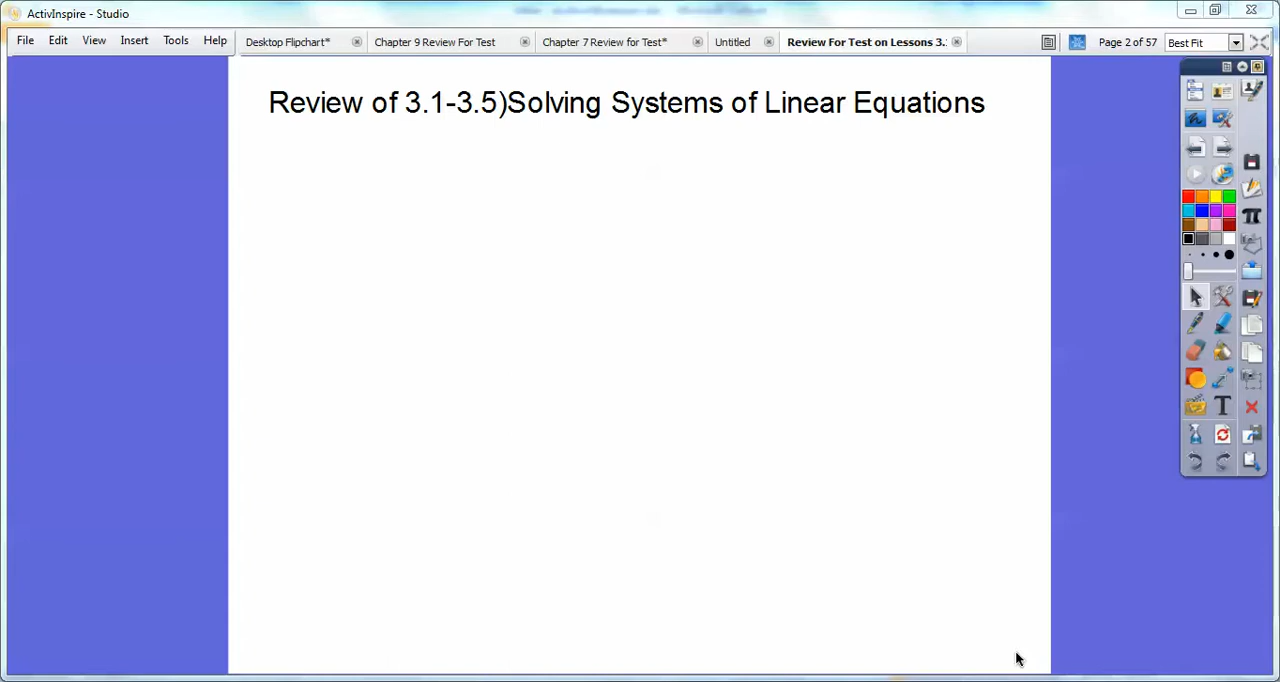 ActivInspire - Studio
File Edit View Insert Tools Help Desktop Flipchart* Chapter 9 Review For Test Chapter 7 Review for Test* Untitled Review For Test on Lessons 3. Page 2 of 57 Best Fit
Review of 3.1-3.5)Solving Systems of Linear Equations